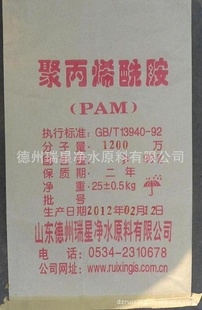 聚丙烯酰胺
(PAM)
执行标准：GB/T13940-92
分子量：1200 万
德州瑞星净水原料有限公司
保质期：二年
净重：25±0.5kg
批号
生产日期2012年02月12日
山东德州瑞星净水原料有限公司
电话：0534-2310678
公司网址：www.ruixingjs.com.cn